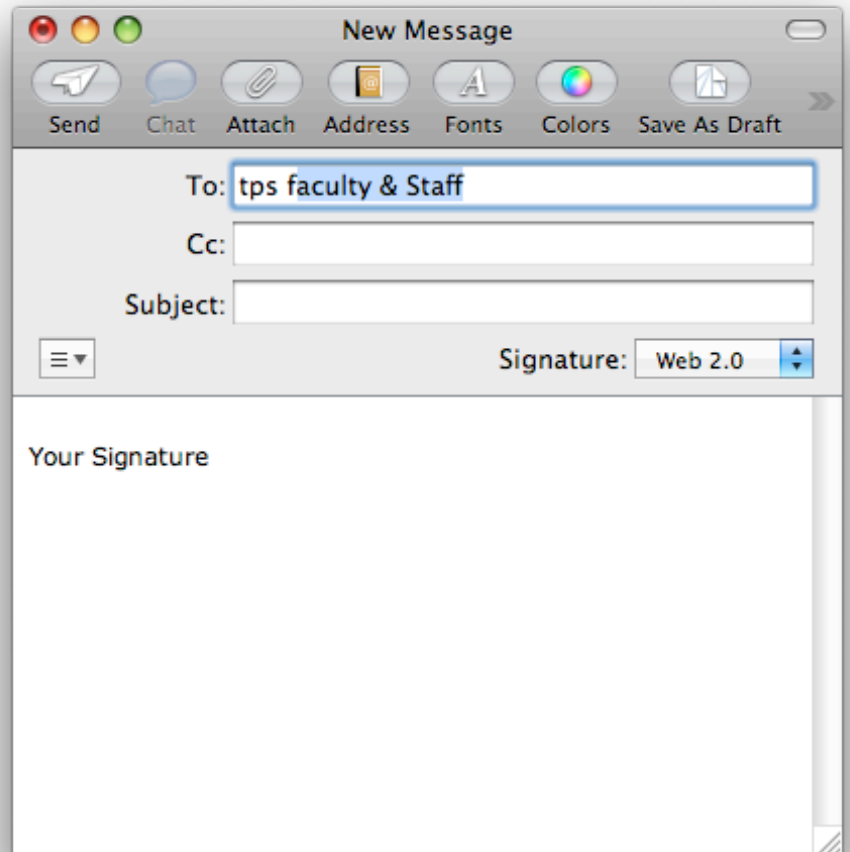 New Message
Send Chat Attach Address Fonts Colors Save As Draft
To: tps faculty & Staff
Cc:
Subject:
Signature: Web 2.0
Your Signature